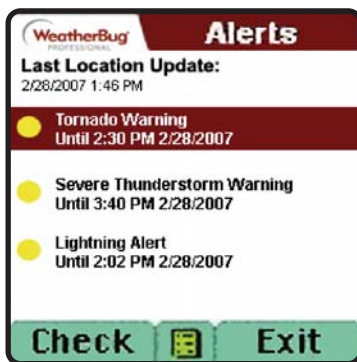 WeatherBug®
PROFESSIONAL
Alerts
Last Location Update:
2/28/2007 1:46 PM
Tornado Warning
Until 2:30 PM 2/28/2007
Severe Thunderstorm Warning
Until 3:40 PM 2/28/2007
Lightning Alert
Until 2:02 PM 2/28/2007
Check
Exit